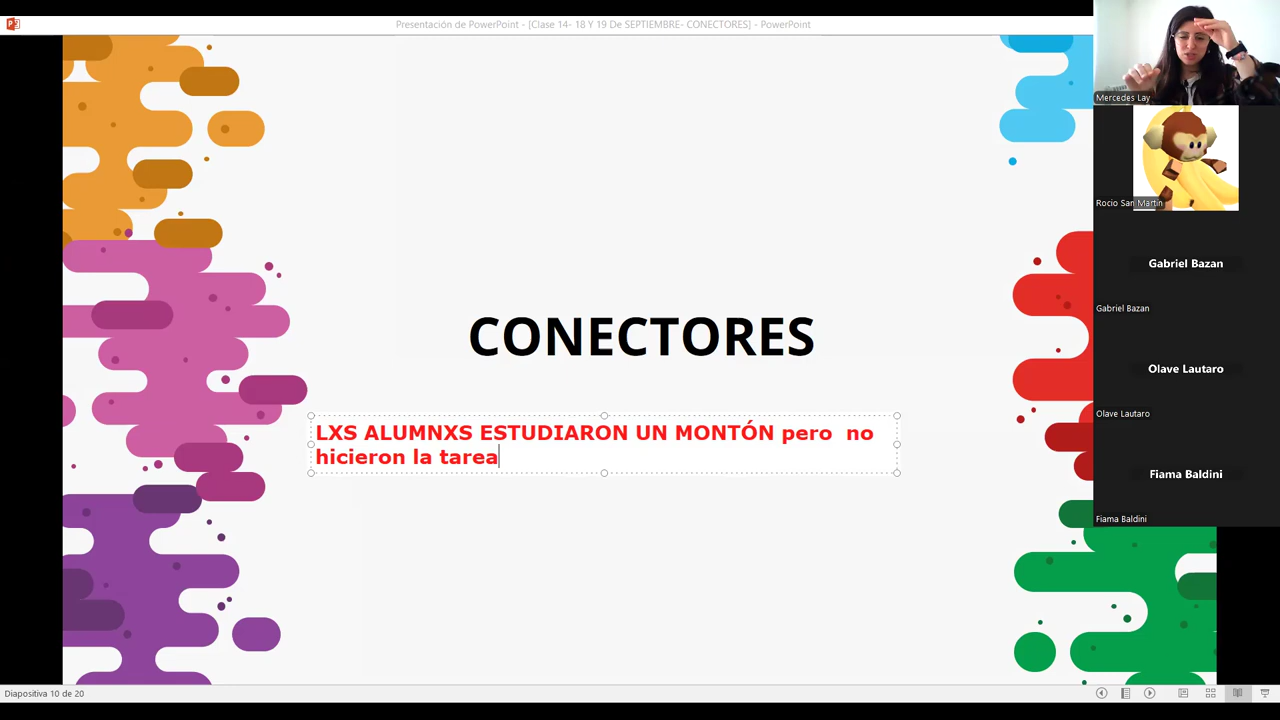 Presentación de PowerPoint - [Clase 14- 18 Y 19 De SEPTIEMBRE- CONECTORES] - PowerPoint
Mercedes Lay
Rocio San Martin
Gabriel Bazan
Gabriel Bazan
CONECTORES
Olave Lautaro
Olave Lautaro
LXS ALUMNXS ESTUDIARON UN MONTÓN pero  no
hicieron la tarea
Fiama Baldini
Fiama Baldini
Diapositiva 10 de 20